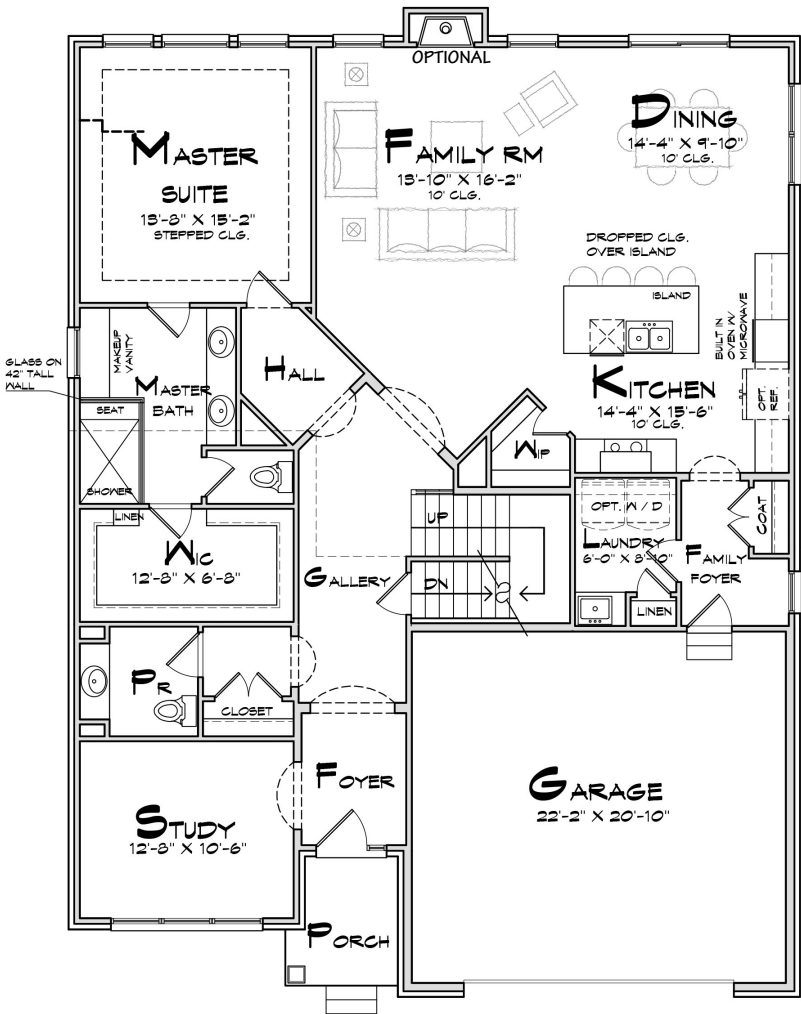 OPTIONAL
MASTER
SUITE
13'-8" X 15'-2"
STEPPED CLG.
FAMILY RM
13'-10" X 16'-2"
10' CLG.
DINING
14'-4" X 9'-10"
10' CLG.
DROPPED CLG.
OVER ISLAND
ISLAND
BUILT IN
OVEN W/
MICROWAVE
KITCHEN
14'-4" X 15'-6"
10' CLG.
OPT.
REF.
GLASS ON
42" TALL
WALL
MAKEUP
VANITY
MASTER
BATH
SEAT
SHOWER
HALL
WIP
LINEN
WIC
12'-8" X 6'-8"
UP
GALLERY
DN
OPT. W / D
LAUNDRY
6'-0" X 8'-10"
LINEN
FAMILY
FOYER
COAT
PR
CLOSET
FOYER
STUDY
12'-8" X 10'-6"
GARAGE
22'-2" X 20'-10"
PORCH